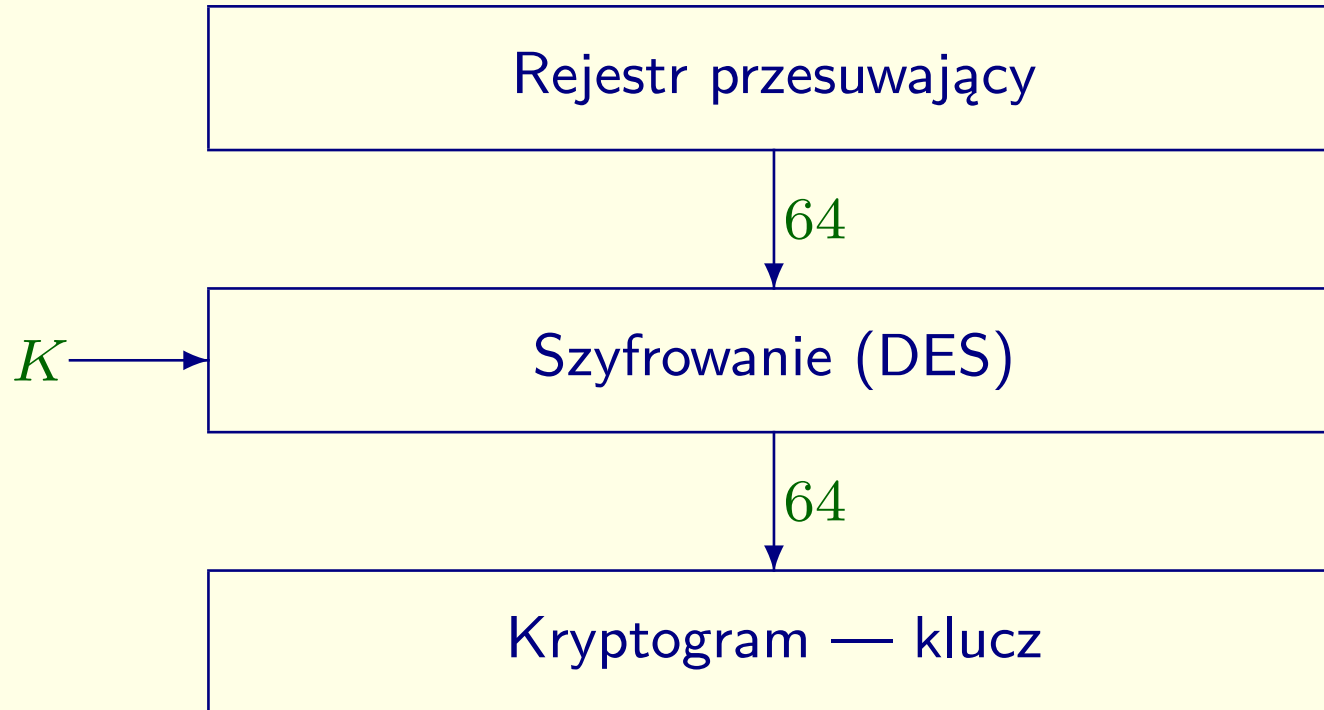 Rejestr przesuwający
64
K
Szyfrowanie (DES)
64
Kryptogram — klucz